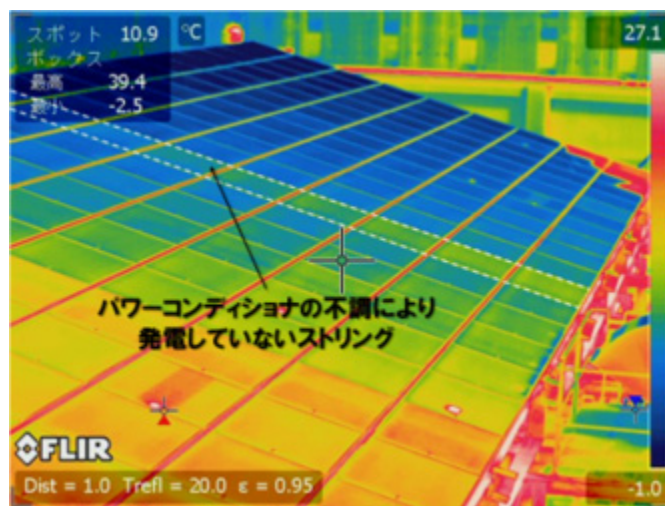 スポット 10.9 ℃
ボックス
最高 39.4
最小 -2.5
27.1
パワーコンディショナの不調により
発電していないストリング
FLIR
Dist = 1.0 Trefl = 20.0 ε = 0.95
-1.0